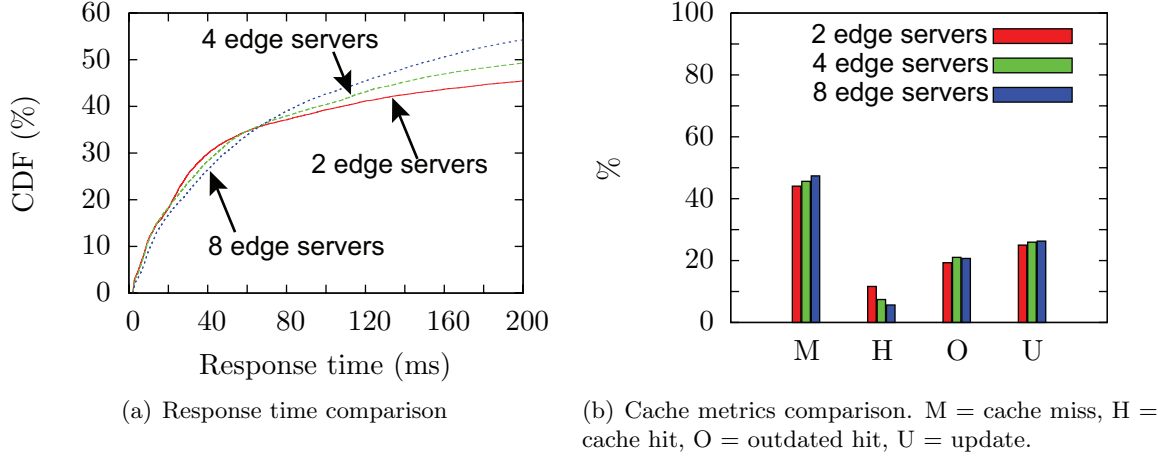 60
50
40
30
20
10
0
CDF (%)
4 edge servers
2 edge servers
8 edge servers
0 40 80 120 160 200
Response time (ms)
(a) Response time comparison
100
80
60
40
20
0
%
2 edge servers
4 edge servers
8 edge servers
M H O U
(b) Cache metrics comparison. M = cache miss, H =
cache hit, O = outdated hit, U = update.